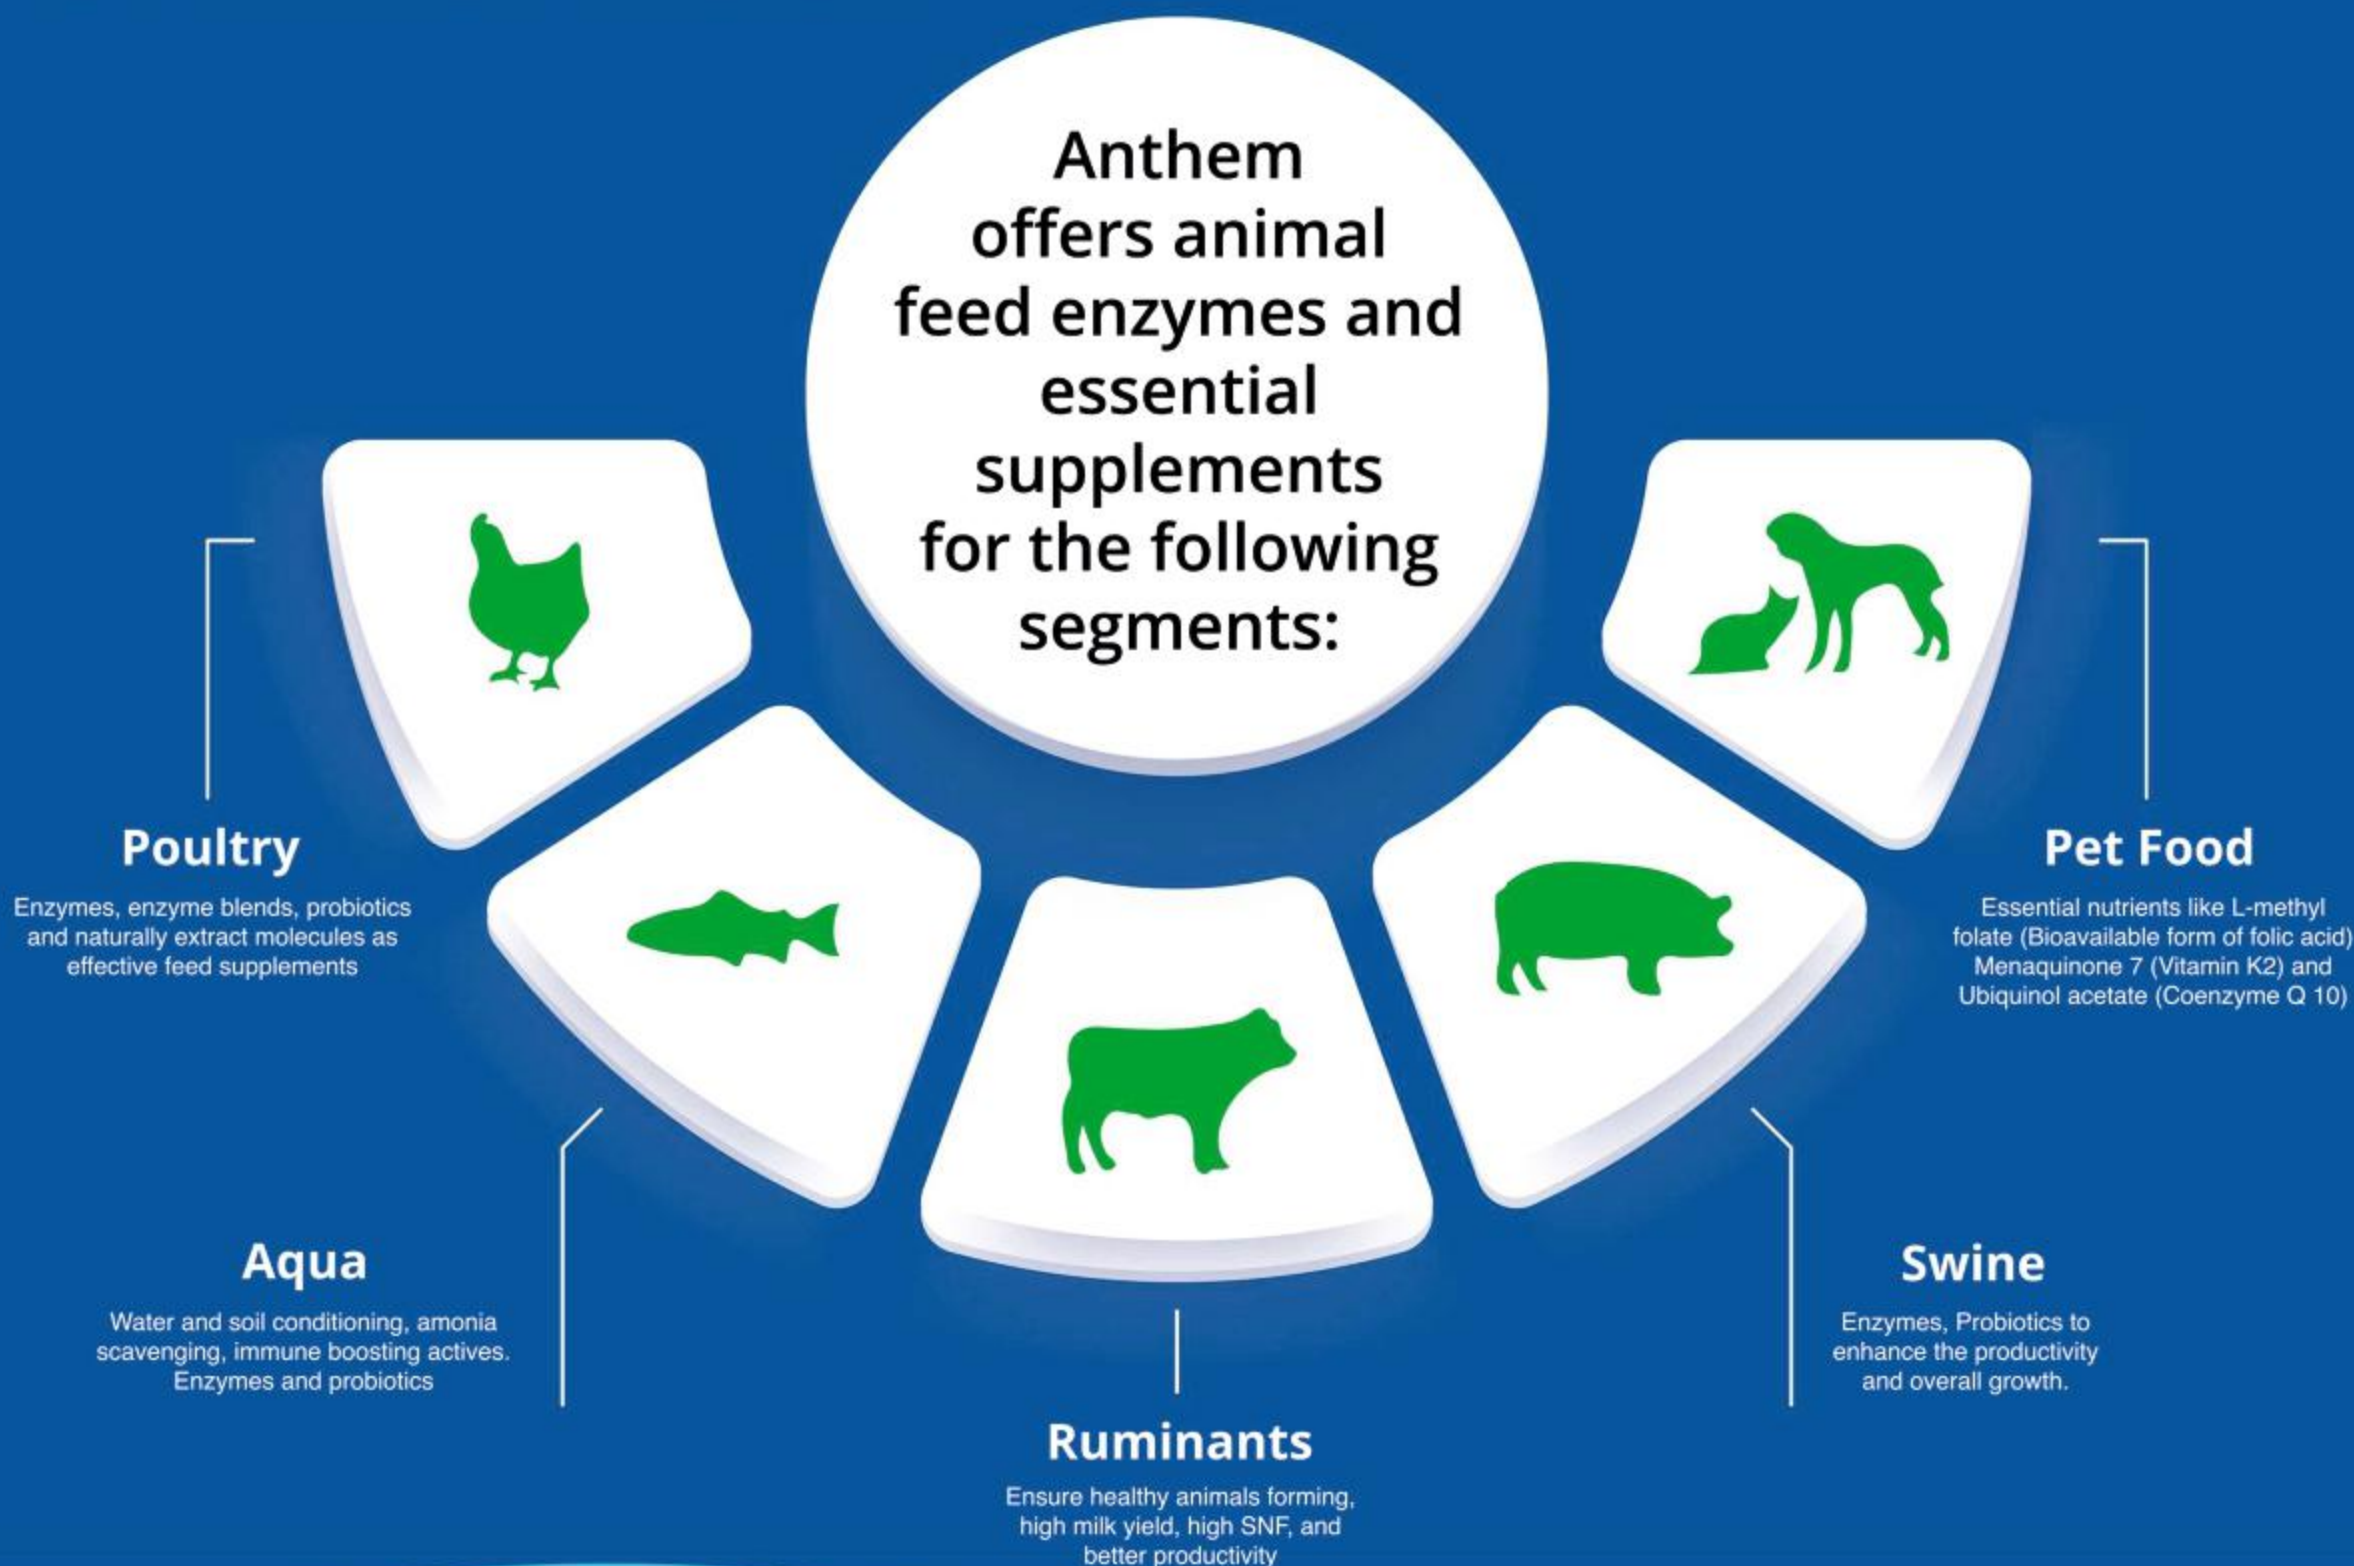 Anthem
offers animal
feed enzymes and
essential
supplements
for the following
segments:
Poultry
Enzymes, enzyme blends, probiotics
and naturally extract molecules as
effective feed supplements
Aqua
Water and soil conditioning, amonia
scavenging, immune boosting actives.
Enzymes and probiotics
Ruminants
Ensure healthy animals forming,
high milk yield, high SNF, and
better productivity
Swine
Enzymes, Probiotics to
enhance the productivity
and overall growth.
Pet Food
Essential nutrients like L-methyl
folate (Bioavailable form of folic acid)
Menaquinone 7 (Vitamin K2) and
Ubiquinol acetate (Coenzyme Q 10)